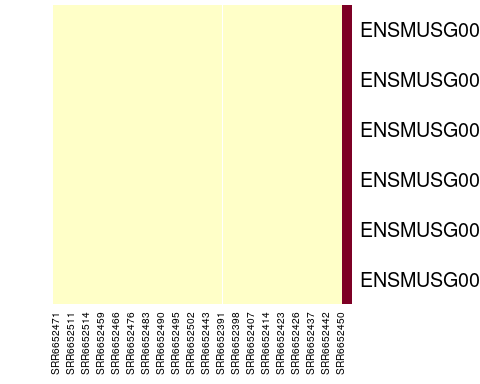 ENSMUSG00
ENSMUSG00
ENSMUSG00
ENSMUSG00
ENSMUSG00
ENSMUSG00
SRR6652471
SRR6652511
SRR6652514
SRR6652459
SRR6652466
SRR6652476
SRR6652483
SRR6652490
SRR6652495
SRR6652502
SRR6652443
SRR6652391
SRR6652398
SRR6652407
SRR6652414
SRR6652423
SRR6652426
SRR6652437
SRR6652442
SRR6652450